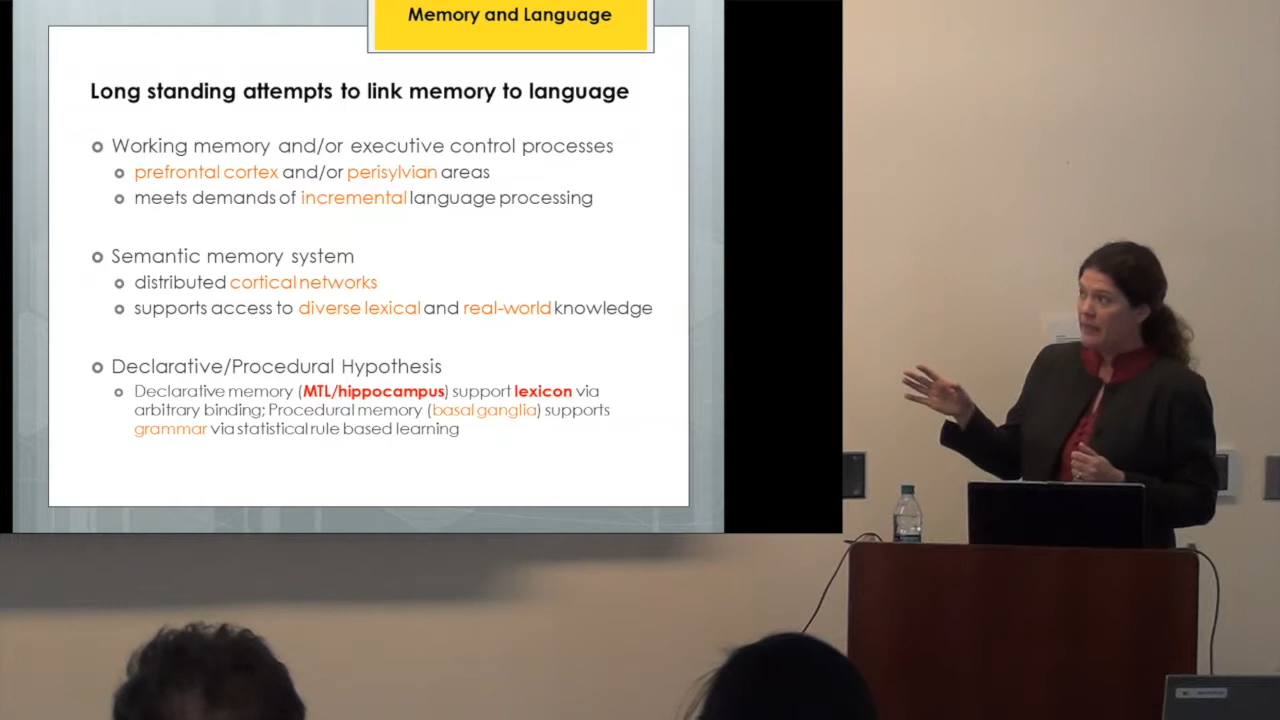 Memory and Language
Long standing attempts to link memory to language
Working memory and/or executive control processes
prefrontal cortex and/or perisylvian areas
meets demands of incremental language processing
Semantic memory system
distributed cortical networks
supports access to diverse lexical and real-world knowledge
Declarative/Procedural Hypothesis
Declarative memory (MTL/hippocampus) support lexicon via
arbitrary binding; Procedural memory (basal ganglia) supports
grammar via statistical rule based learning